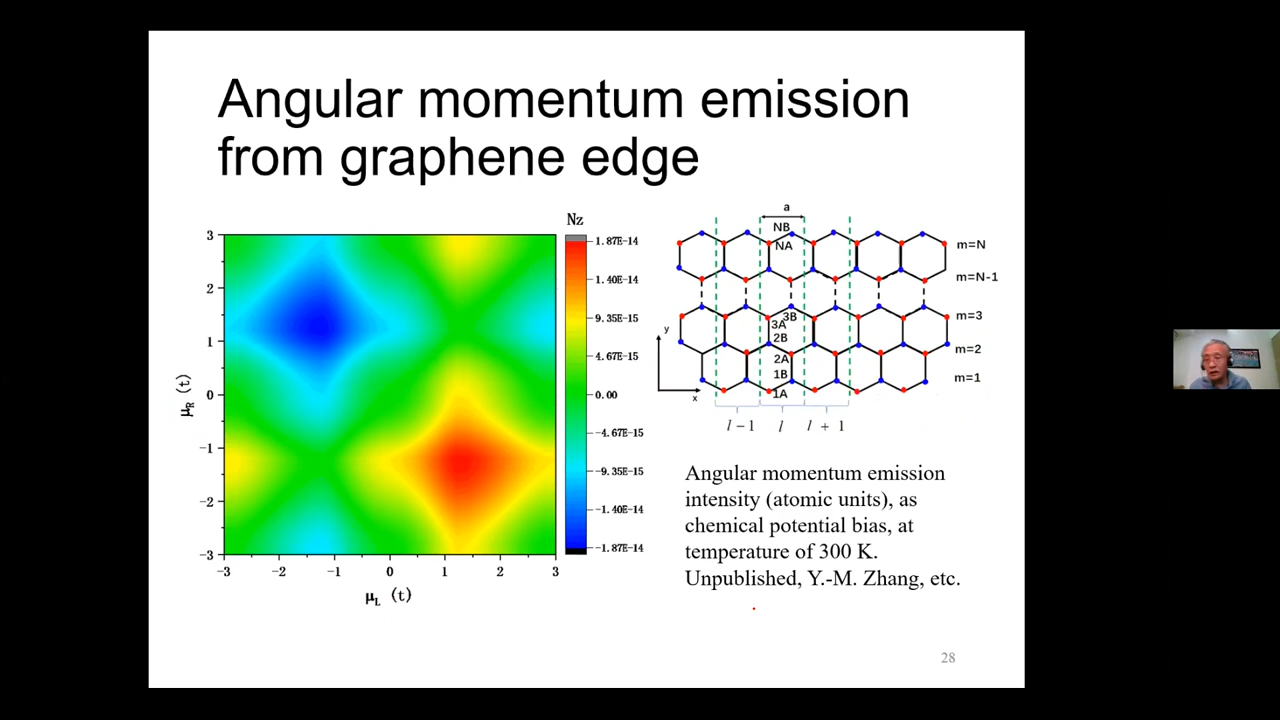 Angular momentum emission
from graphene edge
Nz
3
2
1
0
−1
−2
−3
μR (t)
−3
−2
−1
0
1
2
3
μL (t)
1.87E-14
1.40E-14
9.35E-15
4.67E-15
0.00
-4.67E-15
-9.35E-15
-1.40E-14
-1.87E-14
a
NB
NA
m=N
m=N-1
3B
3A
m=3
2B
2A
m=2
1B
m=1
1A
y
x
l − 1
l
l + 1
Angular momentum emission
intensity (atomic units), as
chemical potential bias, at
temperature of 300 K.
Unpublished, Y.-M. Zhang, etc.
28